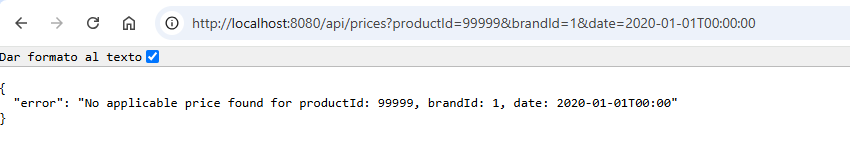 http://localhost:8080/api/prices?productId=99999&brandId=1&date=2020-01-01T00:00:00
Dar formato al texto
{
  "error": "No applicable price found for productId: 99999, brandId: 1, date: 2020-01-01T00:00"
}